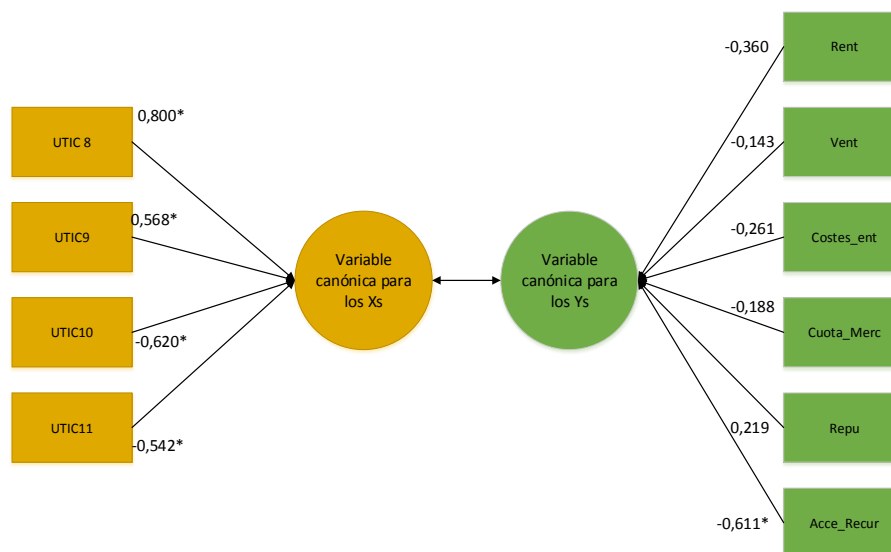 Rent
-0,360
0,800*
UTIC 8
Vent
-0,143
0,568*
UTIC9
Costes_ent
-0,261
Variable
canónica para
los Xs
Variable
canónica para
los Ys
-0,188
UTIC10
-0,620*
Cuota_Merc
UTIC11
-0,542*
0,219
Repu
-0,611*
Acce_Recur